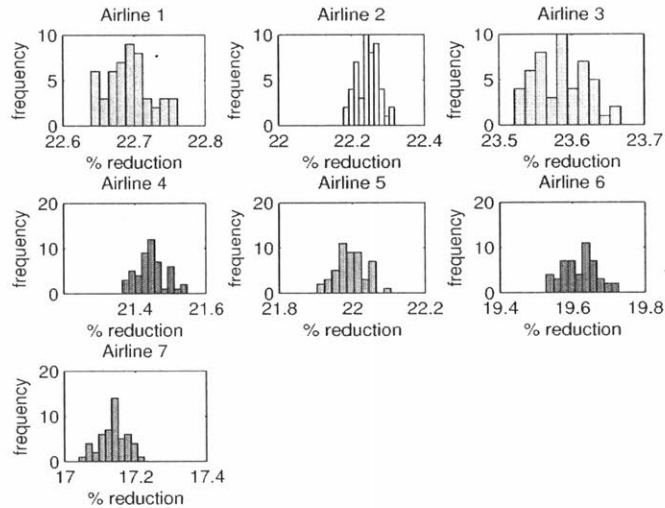 Airline 1
10
5
0
frequency
22.6
22.7
22.8
% reduction
Airline 2
10
5
0
frequency
22
22.2
22.4
% reduction
Airline 3
10
5
0
frequency
23.5
23.6
23.7
% reduction
Airline 4
20
10
0
frequency
21.4
21.6
% reduction
Airline 5
20
10
0
frequency
21.8
22
22.2
% reduction
Airline 6
20
10
0
frequency
19.4
19.6
19.8
% reduction
Airline 7
20
10
0
frequency
17
17.2
17.4
% reduction